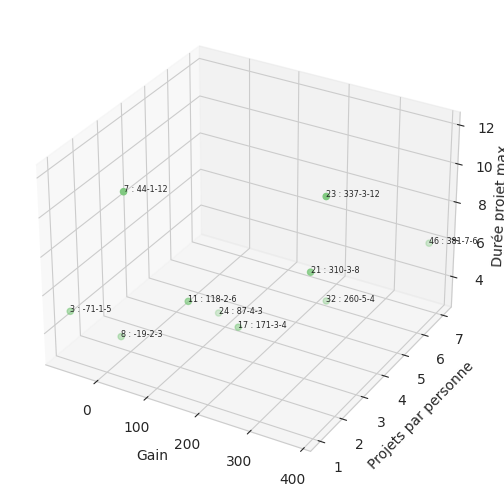 12
10
8
6
4
Durée projet max
7 : 44-1-12
23 : 337-3-12
46 : 381-7-6
21 : 310-3-8
11 : 118-2-6
32 : 260-5-4
3 : -71-1-5
24 : 87-4-3
17 : 171-3-4
8 : -19-2-3
7
6
5
4
3
2
1
Projets par personne
0
100
200
300
400
Gain